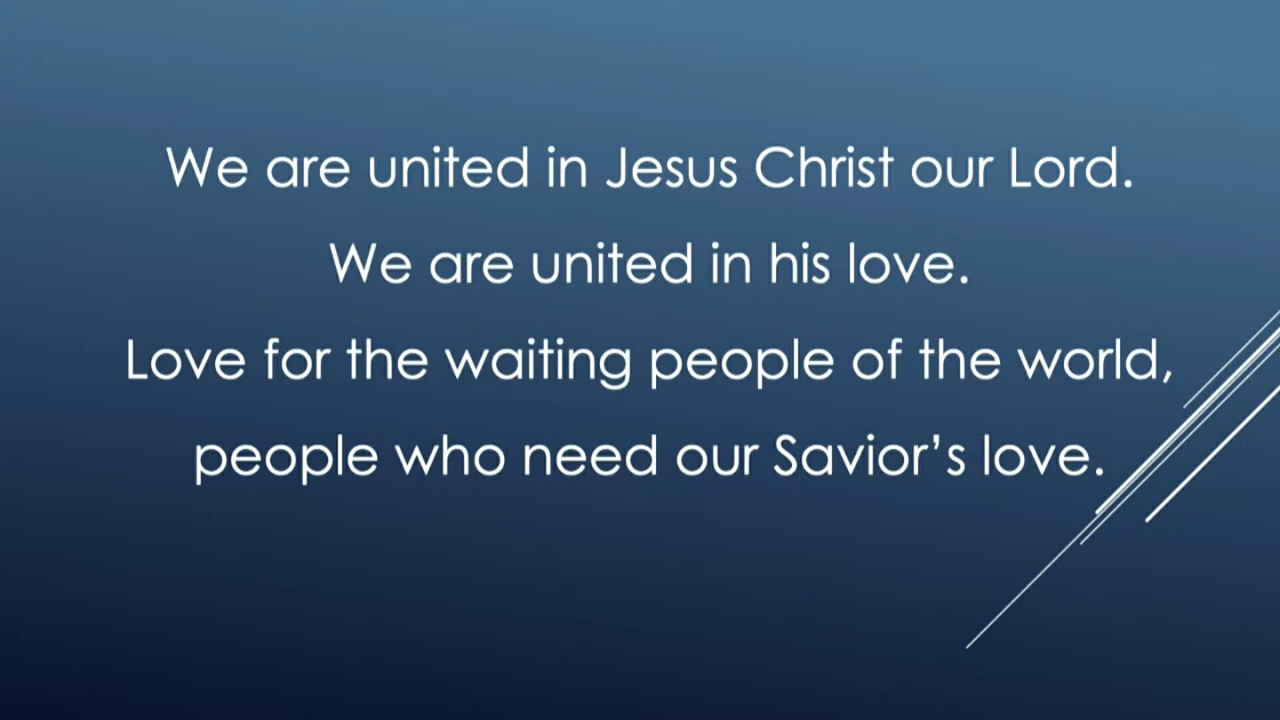 We are united in Jesus Christ our Lord.
We are united in his love.
Love for the waiting people of the world,
people who need our Savior’s love.